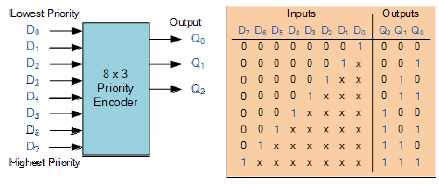 Lowest Priority
D₀
D₁
D₂
D₃
D₄
D₅
D₆
D₇
Highest Priority
8 x 3
Priority
Encoder
Output
Q₀
Q₁
Q₂
Inputs Outputs
D₇ D₆ D₅ D₄ D₃ D₂ D₁ D₀ Q₂ Q₁ Q₀
0 0 0 0 0 0 0 1 0 0 0
0 0 0 0 0 0 1 x 0 0 1
0 0 0 0 0 1 x x 0 1 0
0 0 0 0 1 x x x 0 1 1
0 0 0 1 x x x x 1 0 0
0 0 1 x x x x x 1 0 1
0 1 x x x x x x 1 1 0
1 x x x x x x x 1 1 1